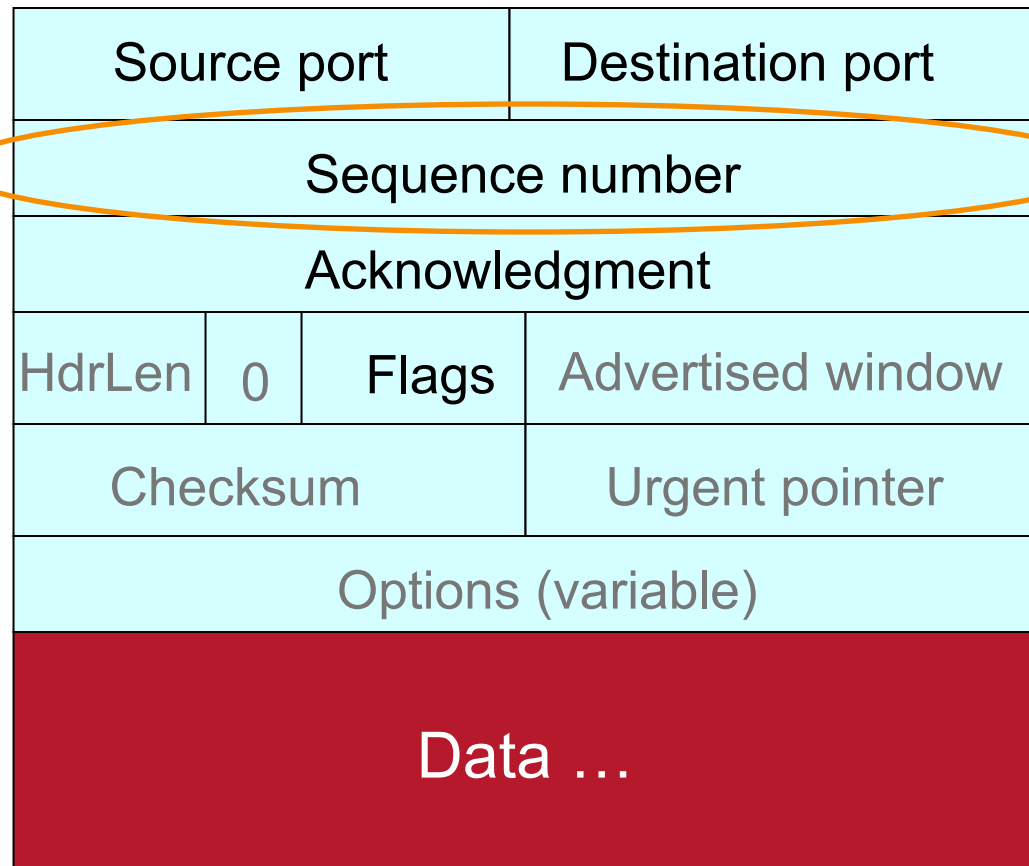 Source port Destination port
Sequence number
Acknowledgment
HdrLen 0 Flags Advertised window
Checksum Urgent pointer
Options (variable)
Data …